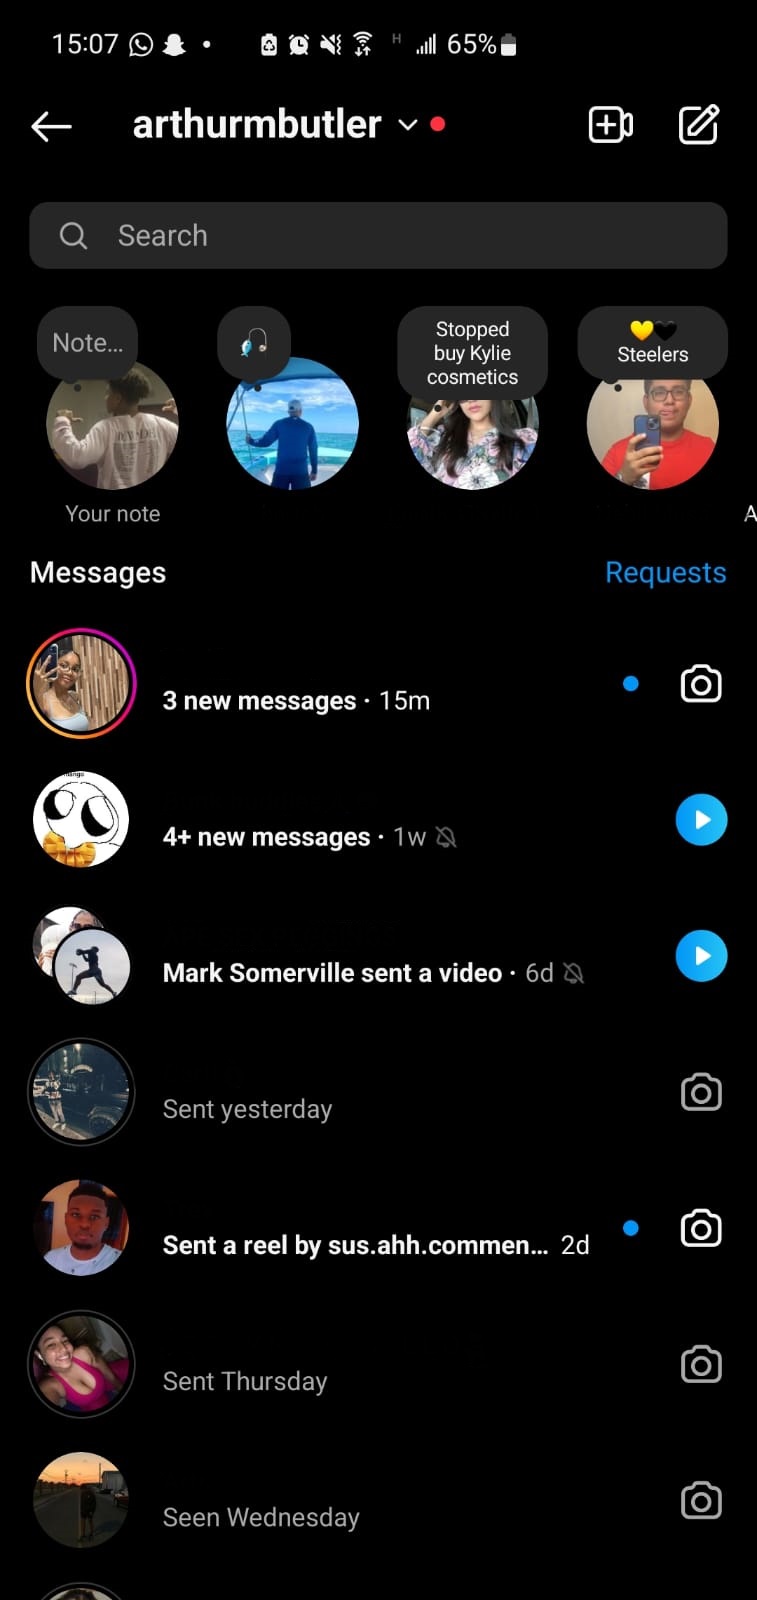 15:07 H 65%
arthurmbutler
Search
Note...
Stopped
buy Kylie
cosmetics
Steelers
Your note
A
Messages
Requests
3 new messages · 15m
4+ new messages · 1w
Mark Somerville sent a video · 6d
Sent yesterday
Sent a reel by sus.ahh.commen... 2d
Sent Thursday
Seen Wednesday